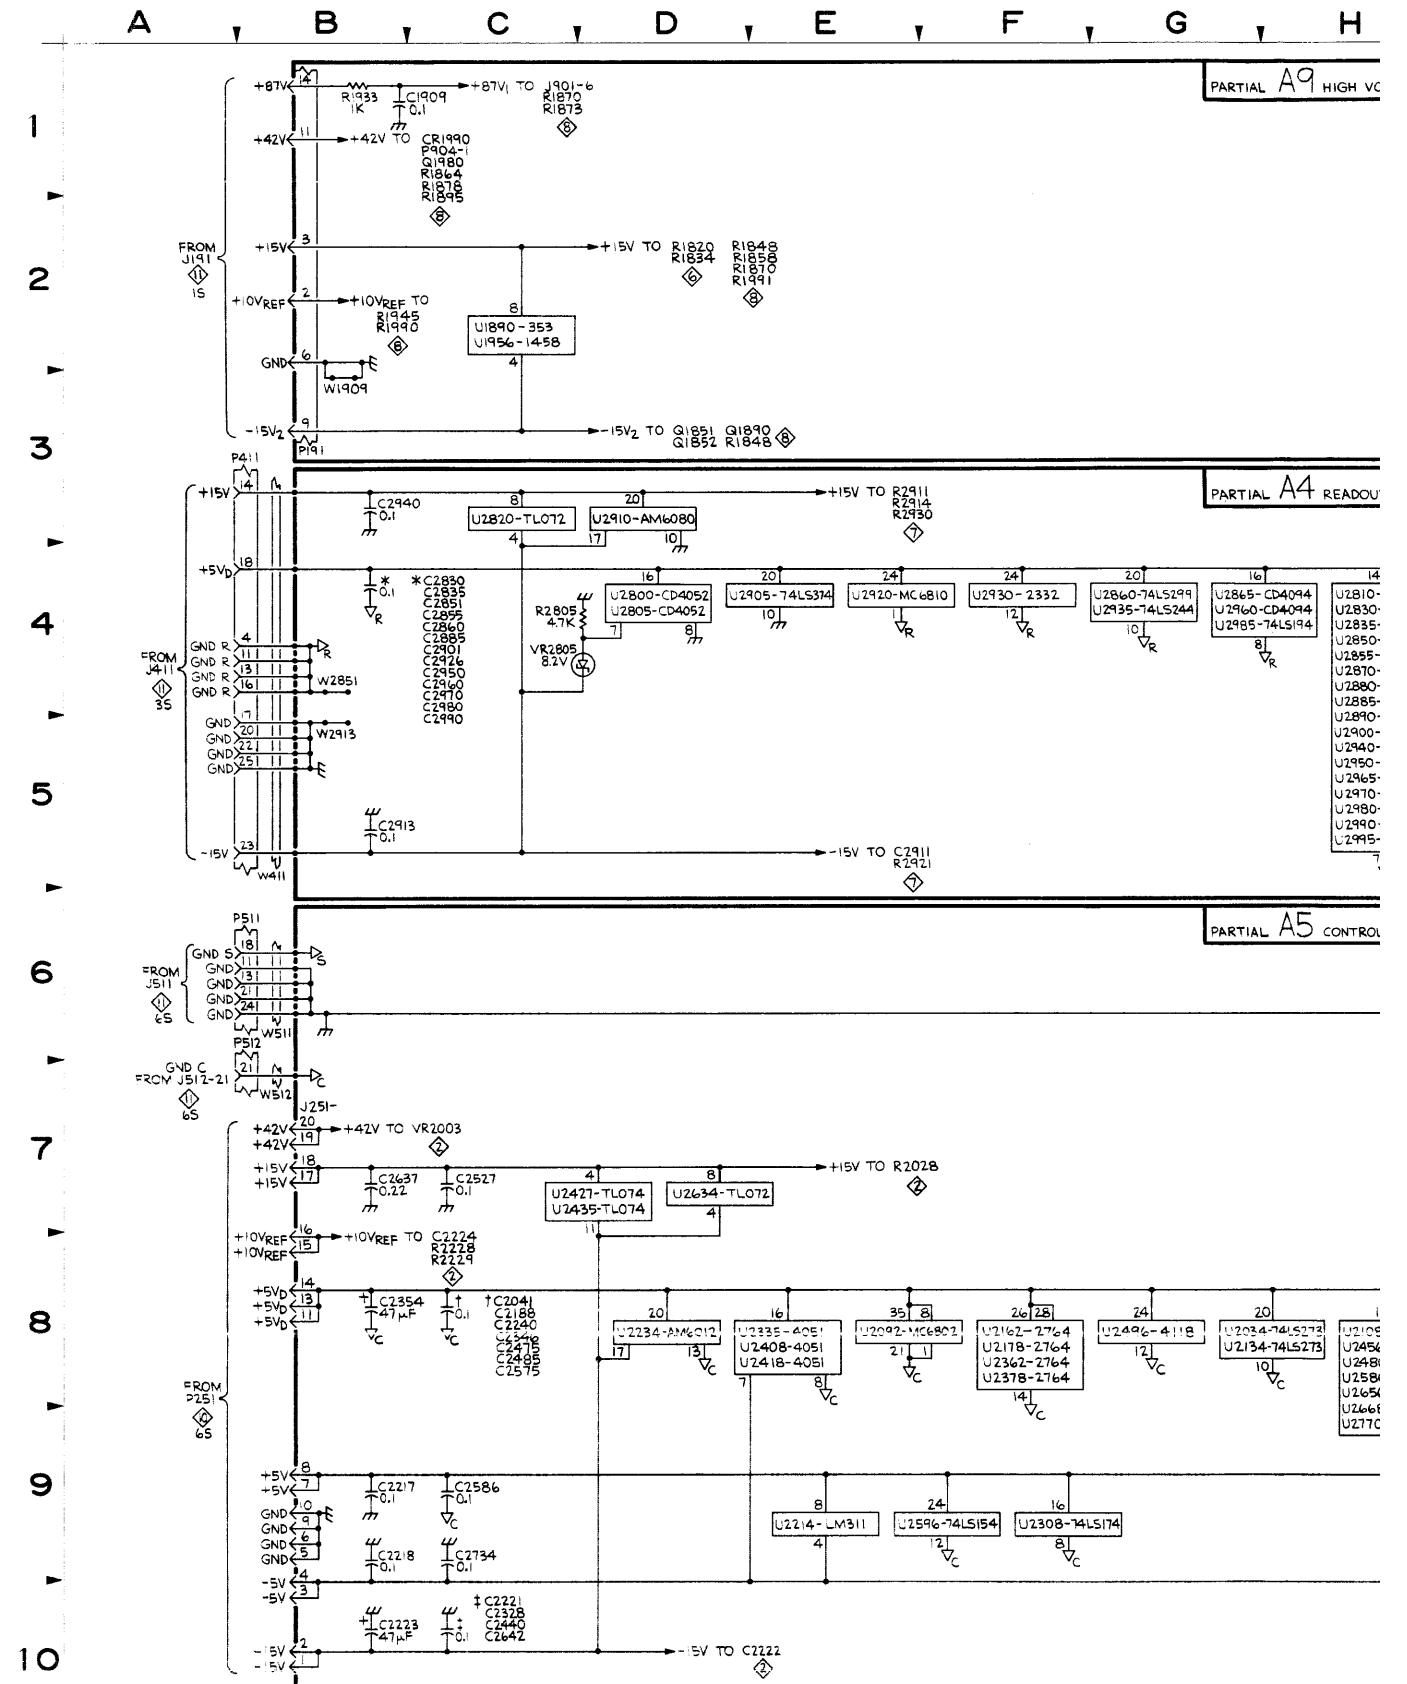 A B C D E F G H
1
2
3
4
5
6
7
8
9
10
PARTIAL A9 HIGH VO
+87V 14
R1933
1K
C1909
0.1
+87V1 TO J901-6
R1870
R1873
8
+42V 11
+42V TO CR1990
P904-1
Q1980
R1864
R1878
R1895
8
FROM
J191
11
1S
+15V 3
+15V TO R1820 R1848
R1834 R1858
R1870
R1991
6
8
+10VREF 2
+10VREF TO
R1945
R1990
8
8
U1890-353
U1956-1458
4
GND 6
W1909
-15V2 9
P191
-15V2 TO Q1851 Q1890
Q1852 R1848
8
PARTIAL A4 READOU
P411
+15V 14
C2940
0.1
8
U2820-TL072
4
20
U2910-AM6080
17 10
+15V TO R2911
R2914
R2930
7
+5VD 18
*
0.1
R
* C2830
C2835
C2851
C2855
C2860
C2885
C2901
C2926
C2950
C2960
C2970
C2980
C2990
R2805
4.7K
VR2805
8.2V
16
U2800-CD4052
U2805-CD4052
7 8
20
U2905-74LS374
10
24
U2920-MC6810
1
R
24
U2930-2332
12
R
20
U2860-74LS299
U2935-74LS244
10
R
16
U2865-CD4094
U2960-CD4094
U2985-74LS194
8
R
14
U2810-
U2830-
U2835-
U2850-
U2855-
U2870-
U2880-
U2885-
U2890-
U2900-
U2940-
U2950-
U2965-
U2970-
U2980-
U2990-
U2995-
7
FROM
J411
11
3S
GND R 4
GND R 11
GND R 13
GND R 16
R
W2851
GND 17
GND 20
GND 22
GND 25
W2913
C2913
0.1
-15V 23
W411
-15V TO C2911
R2921
7
PARTIAL A5 CONTROL
P511
FROM
J511
11
6S
GND S 18
GND 11
GND 13
GND 21
GND 24
S
W511
P512
GND C
FROM J512-21
21
11
6S
W512
C
J251-
+42V 20
+42V 19
+42V TO VR2003
2
+15V 18
+15V 17
C2637
0.22
C2527
0.1
4
U2427-TL074
U2435-TL074
11
8
U2634-TL072
4
+15V TO R2028
2
+10VREF 16
+10VREF 15
+10VREF TO C2224
R2228
R2229
2
+5VD 14
+5VD 13
+5VD 11
+
C2354
47µF
C
†
0.1
C
† C2041
C2188
C2240
C2475
C2485
C2575
20
U2234-AM6012
17 13
C
16
U2335-4051
U2408-4051
U2418-4051
7 8
C
35 8
U2092-MC6802
21 1
C
26 28
U2162-2764
U2178-2764
U2362-2764
U2378-2764
14
C
24
U2496-4118
12
C
20
U2034-74LS273
U2134-74LS273
10
C
U2456
U2480
U2586
U2656
U2668
U2770
FROM
P251
10
6S
+5V 8
+5V 7
C2217
0.1
C2586
0.1
C
GND 10
GND 9
GND 6
GND 5
C2218
0.1
C2734
0.1
8
U2214-LM311
4
24
U2596-74LS154
12
C
16
U2308-74LS174
8
C
-5V 4
-5V 3
+
C2223
47µF
‡
0.1
‡ C2221
C2328
C2440
C2642
-15V 2
-15V 1
-15V TO C2222
2